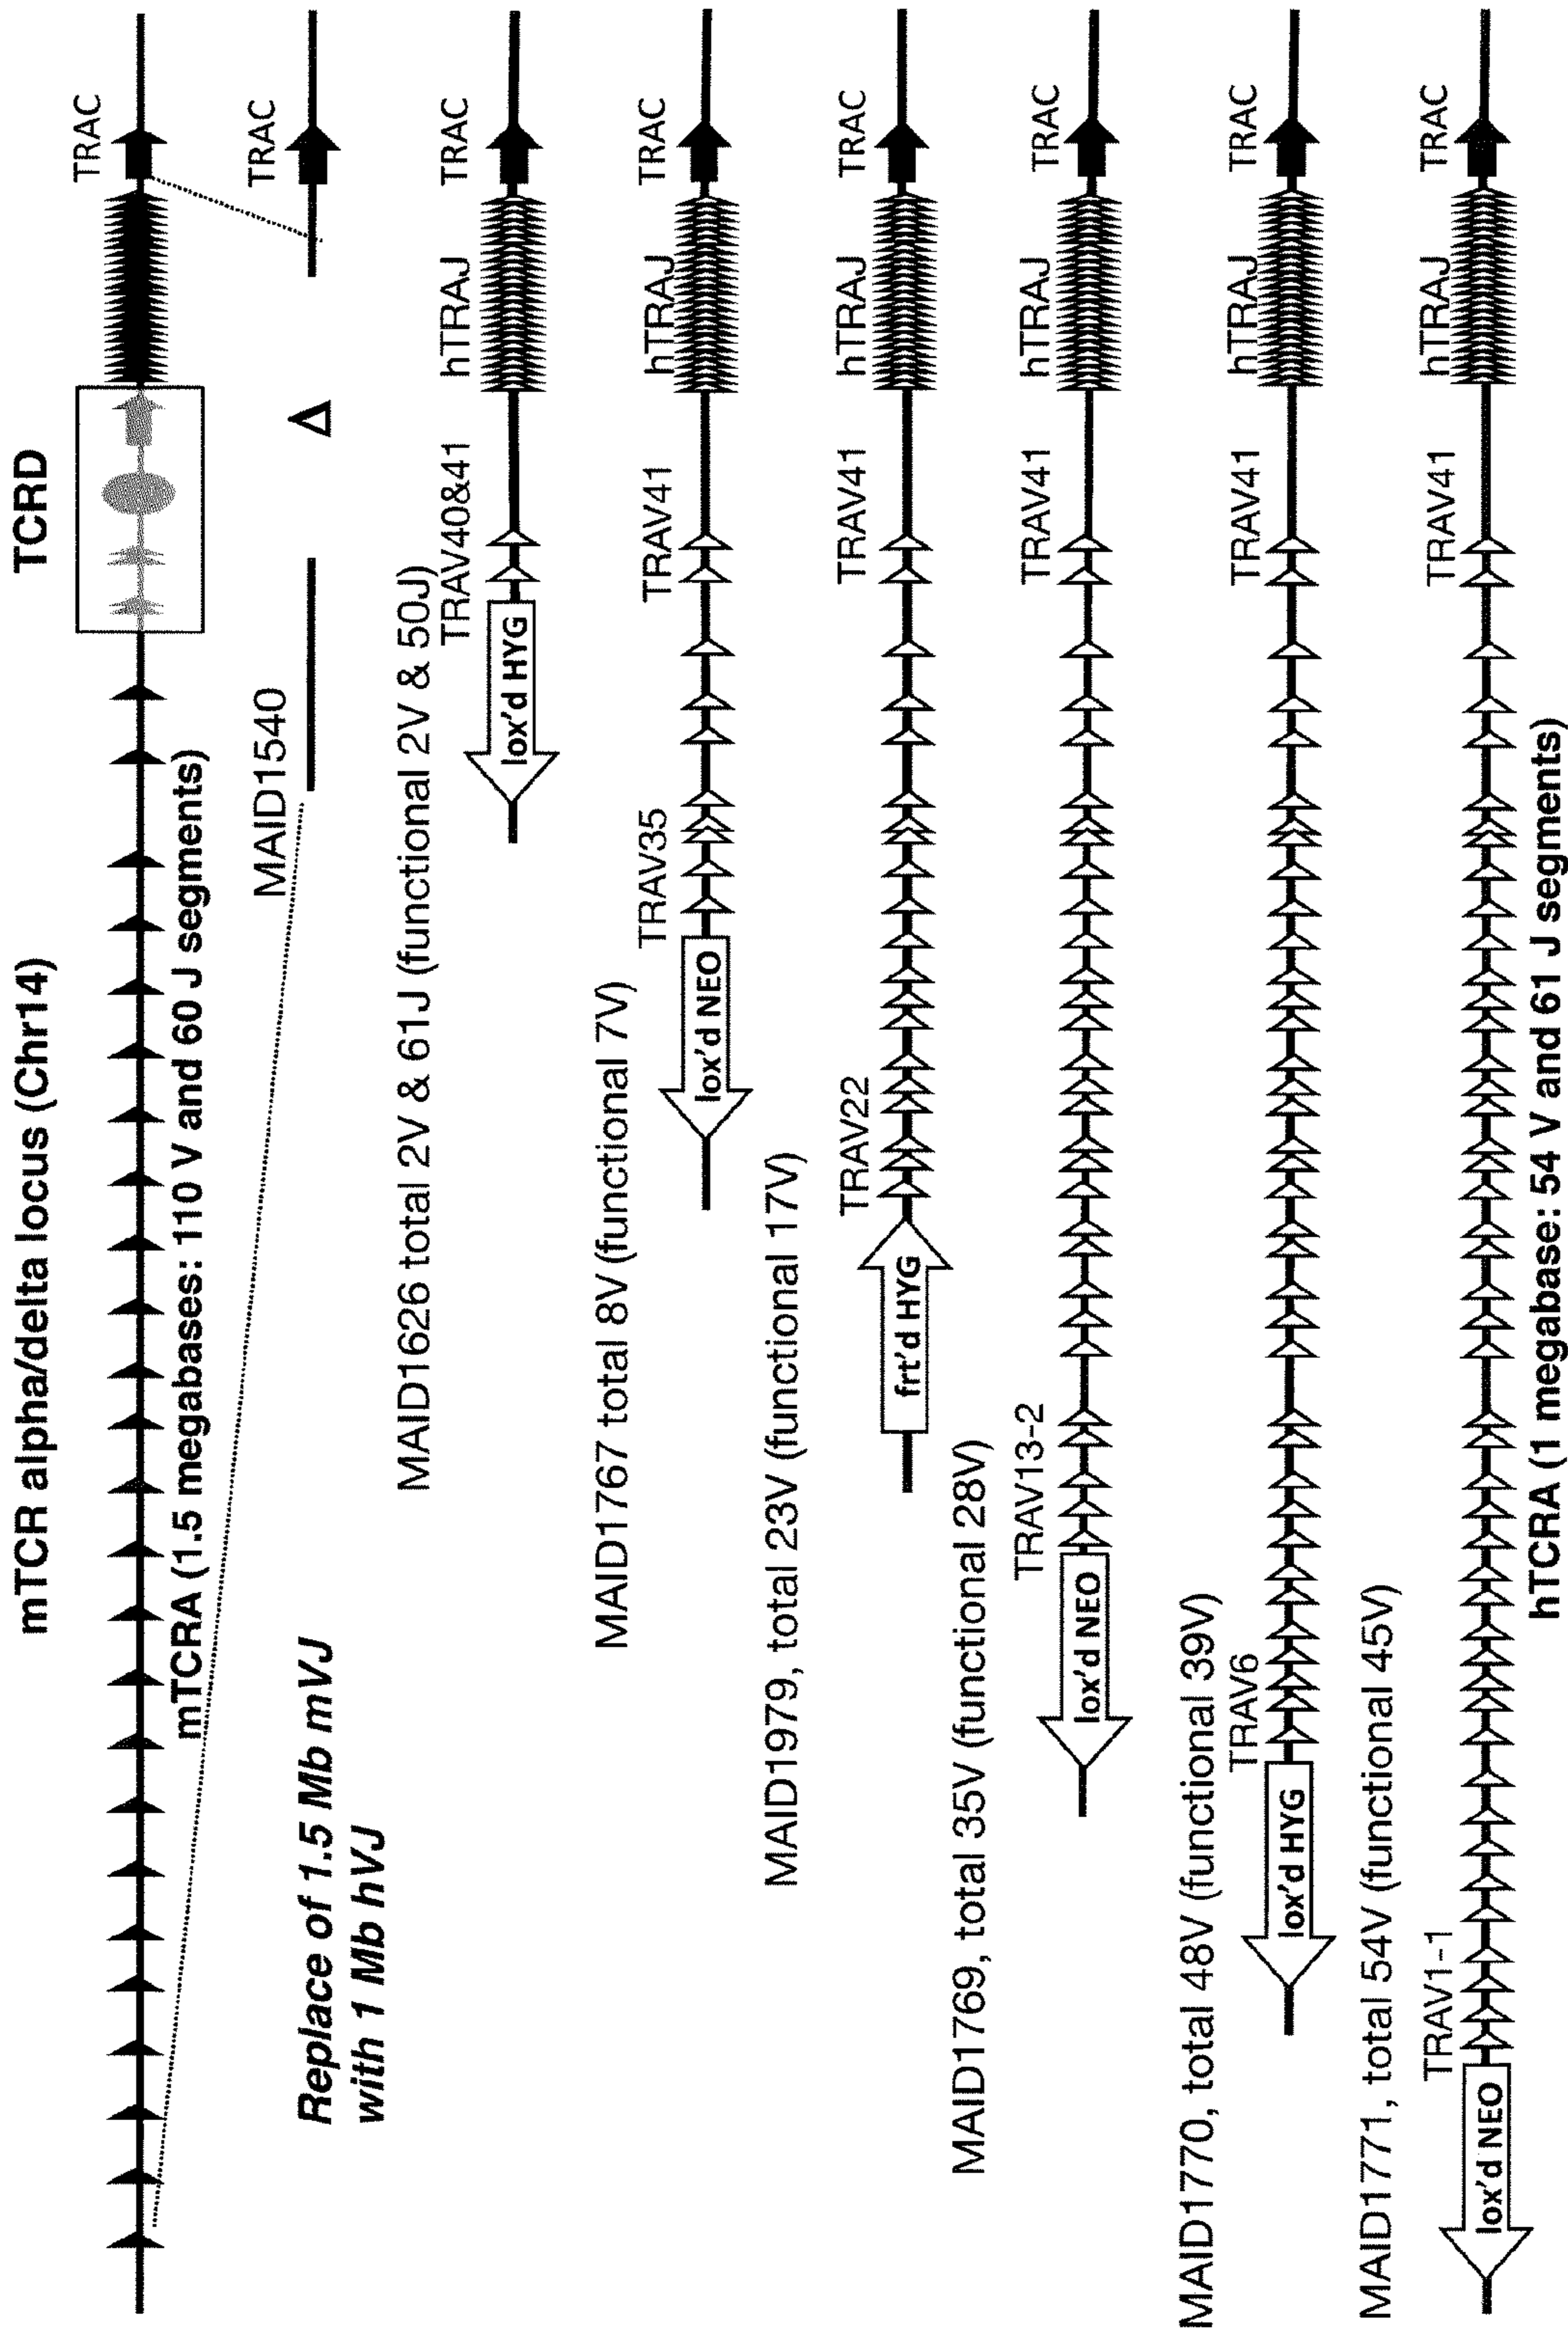 mTCR alpha/delta locus (Chr14)
TCRD
TRAC
mTCRA (1.5 megabases: 110 V and 60 J segments)
MAID1540
Δ
TRAC
Replace of 1.5 Mb mVJ
with 1 Mb hVJ
MAID1626 total 2V & 61J (functional 2V & 50J)
TRAV40&41
hTRAJ
TRAC
lox'd HYG
MAID1767 total 8V (functional 7V)
TRAV35
TRAV41
hTRAJ
TRAC
lox'd NEO
MAID1979, total 23V (functional 17V)
TRAV22
TRAV41
hTRAJ
TRAC
frt'd HYG
MAID1769, total 35V (functional 28V)
TRAV13-2
TRAV41
hTRAJ
TRAC
lox'd NEO
MAID1770, total 48V (functional 39V)
TRAV6
TRAV41
hTRAJ
TRAC
lox'd HYG
MAID1771, total 54V (functional 45V)
TRAV1-1
TRAV41
hTRAJ
TRAC
lox'd NEO
hTCRA (1 megabase: 54 V and 61 J segments)